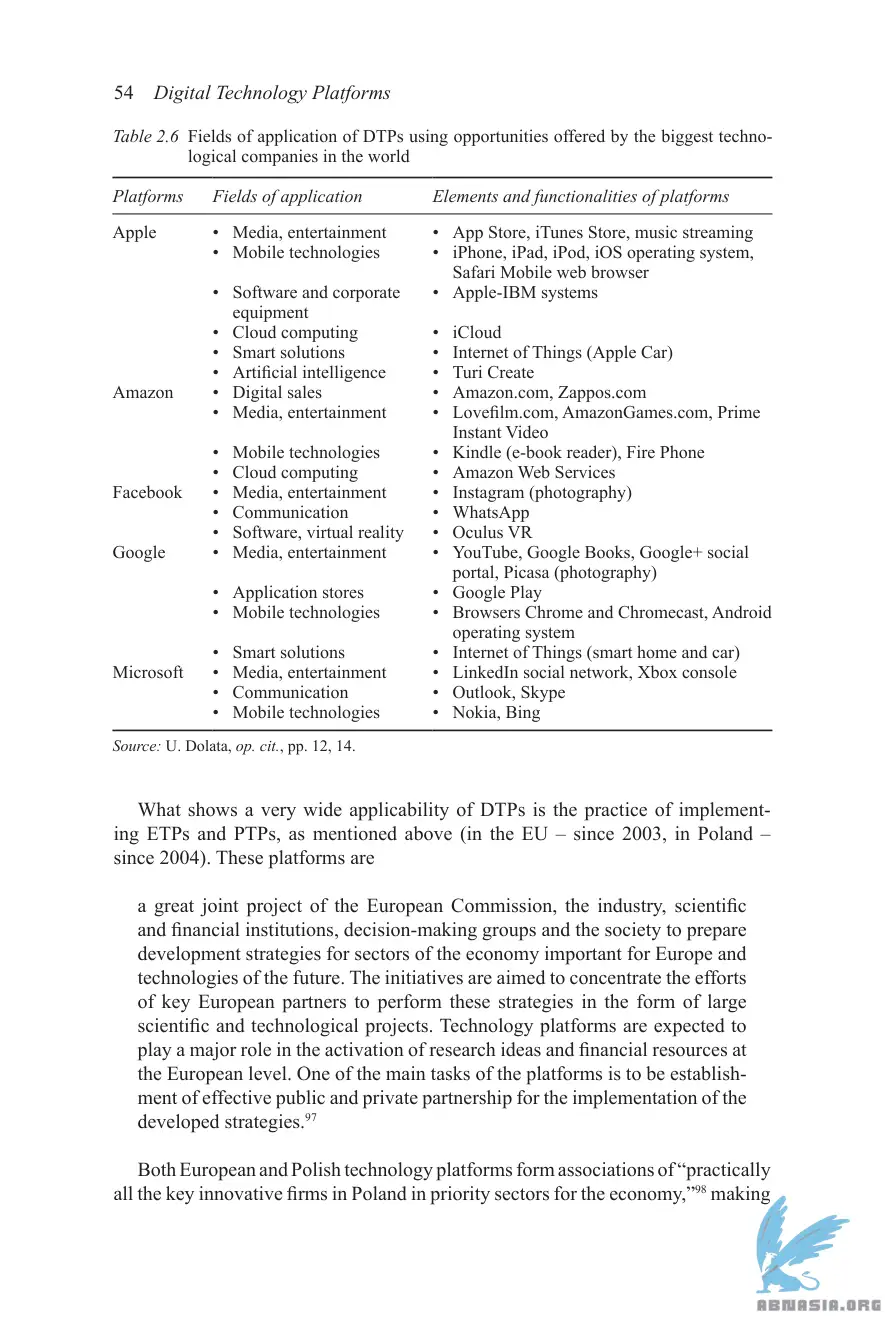 54 Digital Technology Platforms
Table 2.6 Fields of application of DTPs using opportunities offered by the biggest techno-
logical companies in the world
Platforms Fields of application Elements and functionalities of platforms
Apple • Media, entertainment • App Store, iTunes Store, music streaming
• Mobile technologies • iPhone, iPad, iPod, iOS operating system,
Safari Mobile web browser
• Software and corporate • Apple-IBM systems
equipment
• Cloud computing • iCloud
• Smart solutions • Internet of Things (Apple Car)
• Artificial intelligence • Turi Create
Amazon • Digital sales • Amazon.com, Zappos.com
• Media, entertainment • Lovefilm.com, AmazonGames.com, Prime
Instant Video
• Mobile technologies • Kindle (e-book reader), Fire Phone
• Cloud computing • Amazon Web Services
Facebook • Media, entertainment • Instagram (photography)
• Communication • WhatsApp
• Software, virtual reality • Oculus VR
Google • Media, entertainment • YouTube, Google Books, Google+ social
portal, Picasa (photography)
• Application stores • Google Play
• Mobile technologies • Browsers Chrome and Chromecast, Android
operating system
• Smart solutions • Internet of Things (smart home and car)
Microsoft • Media, entertainment • LinkedIn social network, Xbox console
• Communication • Outlook, Skype
• Mobile technologies • Nokia, Bing
Source: U. Dolata, op. cit., pp. 12, 14.
What shows a very wide applicability of DTPs is the practice of implement-
ing ETPs and PTPs, as mentioned above (in the EU – since 2003, in Poland –
since 2004). These platforms are
a great joint project of the European Commission, the industry, scientific
and financial institutions, decision-making groups and the society to prepare
development strategies for sectors of the economy important for Europe and
technologies of the future. The initiatives are aimed to concentrate the efforts
of key European partners to perform these strategies in the form of large
scientific and technological projects. Technology platforms are expected to
play a major role in the activation of research ideas and financial resources at
the European level. One of the main tasks of the platforms is to be establish-
ment of effective public and private partnership for the implementation of the
developed strategies.97
Both European and Polish technology platforms form associations of “practically
all the key innovative firms in Poland in priority sectors for the economy,”98 making
ABNASIA.ORG